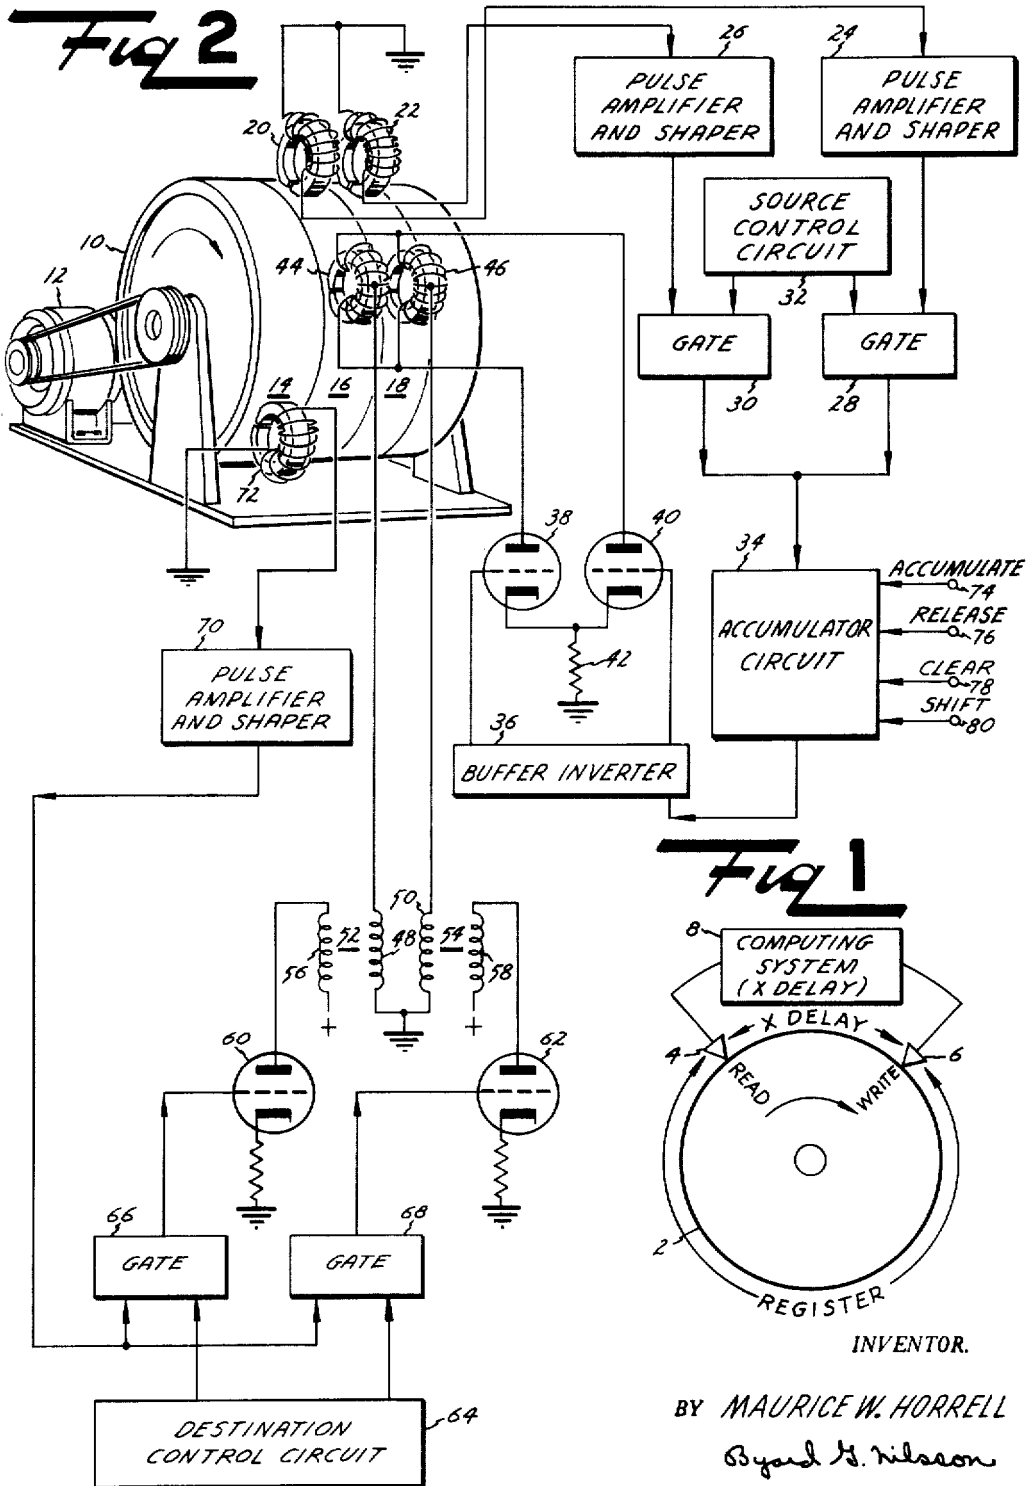 Fig 2
26
PULSE
AMPLIFIER
AND SHAPER
24
PULSE
AMPLIFIER
AND SHAPER
20
22
SOURCE
CONTROL
CIRCUIT
32
10
12
44
46
GATE
30
GATE
28
14
16
18
72
38
40
42
34
ACCUMULATOR
CIRCUIT
ACCUMULATE
74
RELEASE
76
CLEAR
78
SHIFT
80
70
PULSE
AMPLIFIER
AND SHAPER
36
BUFFER INVERTER
Fig 1
8
COMPUTING
SYSTEM
(X DELAY)
X DELAY
4
6
READ
WRITE
2
REGISTER
50
52
48
54
56
58
+
+
60
62
66
GATE
68
GATE
DESTINATION
CONTROL CIRCUIT
64
INVENTOR.
BY MAURICE W. HORRELL
Byard G. Nilsson